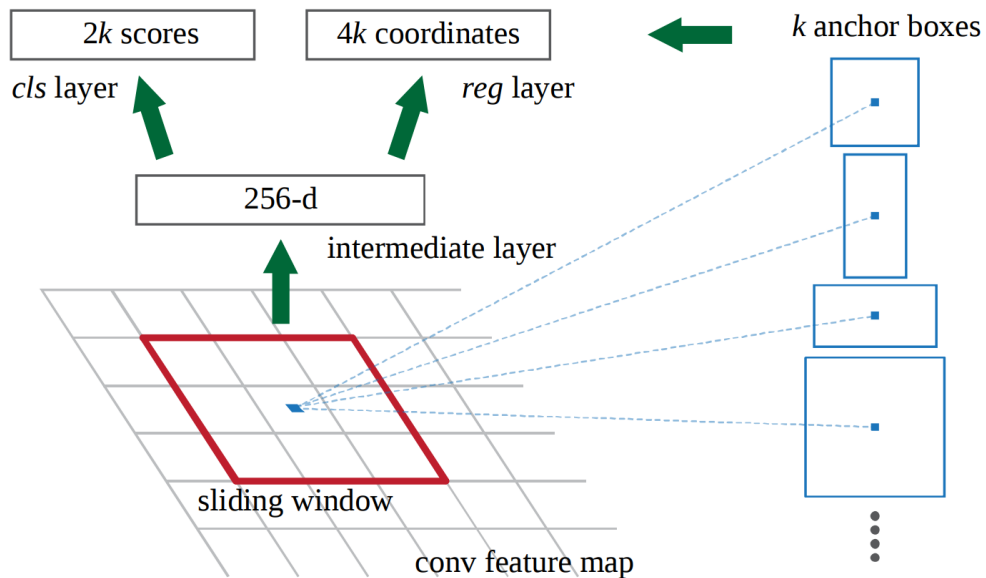 2k scores
4k coordinates
k anchor boxes
cls layer
reg layer
256-d
intermediate layer
sliding window
conv feature map